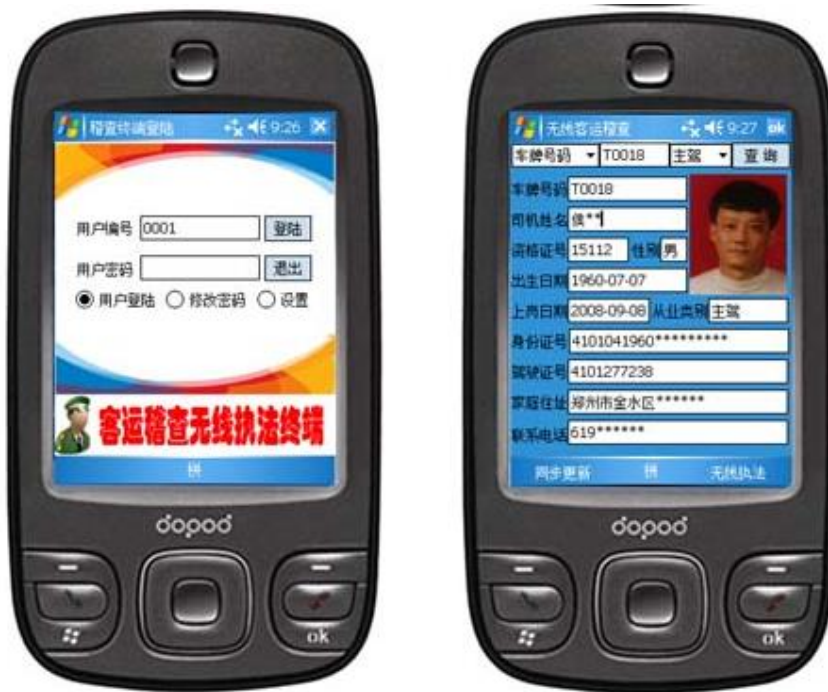 稽查终端登陆 9:26
用户编号 0001 登陆
用户密码 退出
用户登陆 修改密码 设置
客运稽查无线执法终端
拼
dopod
ok
无线客运稽查 9:27 ok
车牌号码 T0018 主驾 查询
车牌号码 T0018
司机姓名 侯**
资格证号 15112 性别 男
出生日期 1960-07-07
上岗日期 2008-09-08 从业类别 主驾
身份证号 4101041960*********
驾驶证号 4101277238
家庭住址 郑州市金水区******
联系电话 619******
同步更新 拼 无线执法
dopod
ok